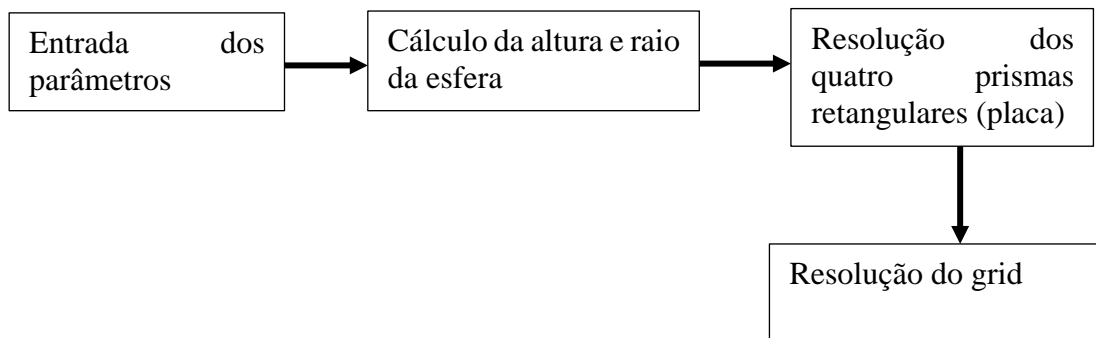 Entrada dos
parâmetros
Cálculo da altura e raio
da esfera
Resolução dos
quatro prismas
retangulares (placa)
Resolução do grid